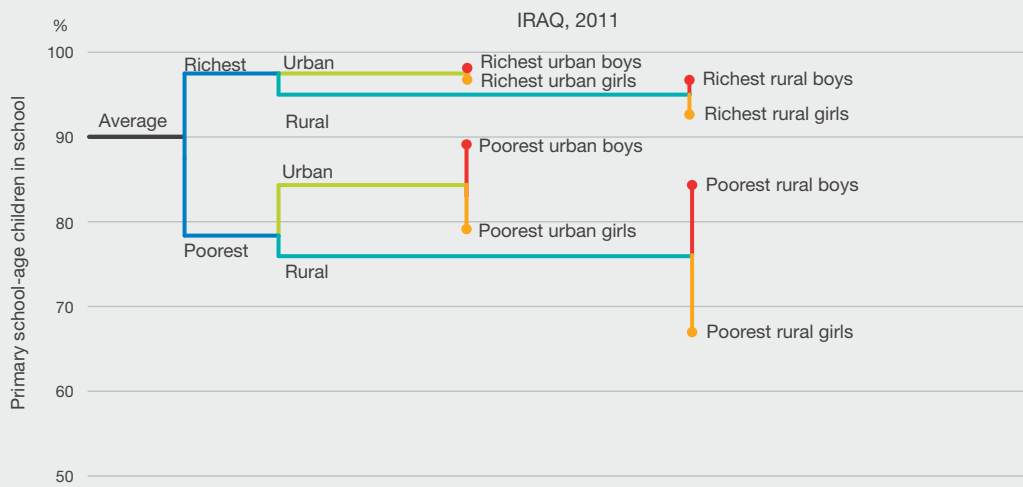 IRAQ, 2011
%
Primary school-age children in school
100
90
80
70
60
50
Average
Richest
Urban
Richest urban boys
Richest urban girls
Richest rural boys
Richest rural girls
Rural
Poorest urban boys
Urban
Poorest rural boys
Poorest urban girls
Poorest
Rural
Poorest rural girls